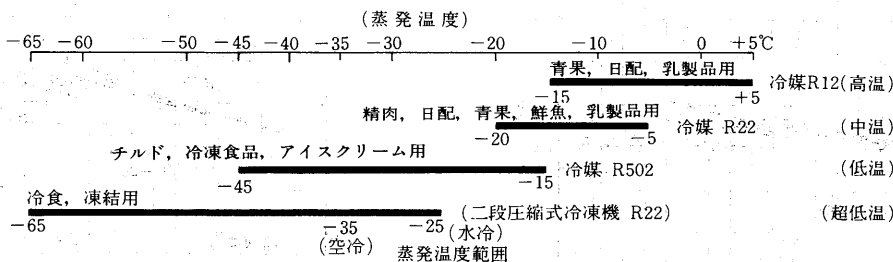 (蒸発温度)
-65 -60 -50 -45 -40 -35 -30 -20 -10 0 +5℃
青果,日配,乳製品用
-15 +5 冷媒R12(高温)
精肉,日配,青果,鮮魚,乳製品用
-20 -5 冷媒 R22 (中温)
チルド,冷凍食品,アイスクリーム用
-45 -15 冷媒 R502 (低温)
冷食,凍結用
-65 -35 -25 (二段圧縮式冷凍機 R22) (超低温)
(空冷) (水冷)
蒸発温度範囲